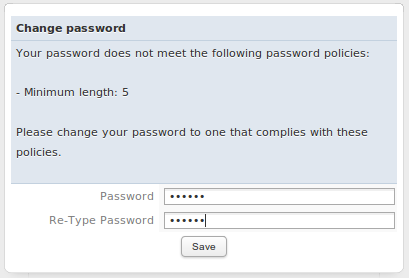 Change password
Your password does not meet the following password policies:
- Minimum length: 5
Please change your password to one that complies with these
policies.
Password ••••••
Re-Type Password ••••••
Save